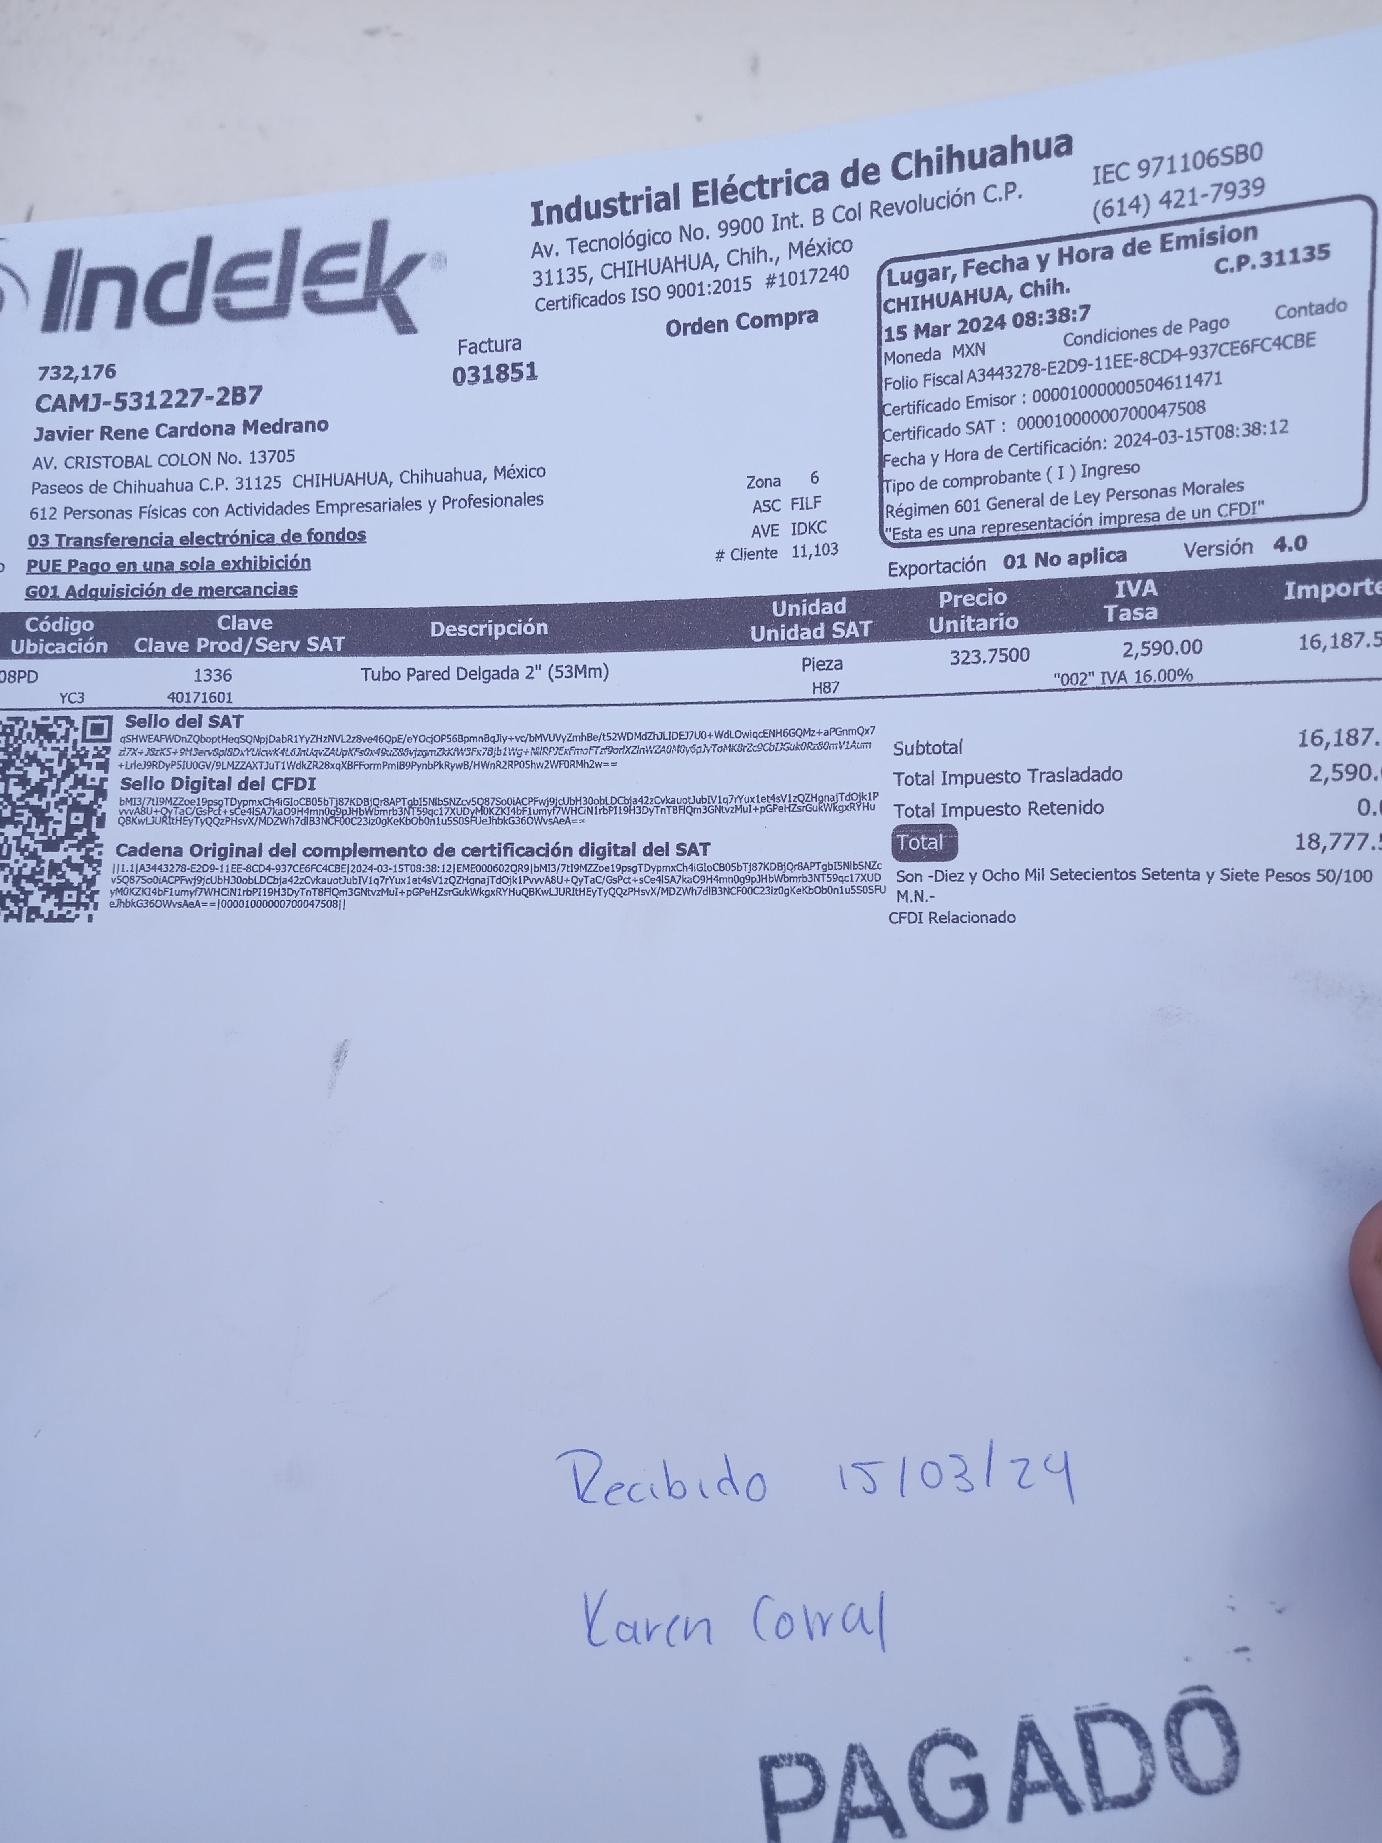 Indelek
Industrial Eléctrica de Chihuahua
IEC 971106SB0
Av. Tecnológico No. 9900 Int. B Col Revolución C.P.
(614) 421-7939
31135, CHIHUAHUA, Chih., México
Certificados ISO 9001:2015 #1017240
Orden Compra
Lugar, Fecha y Hora de Emision
CHIHUAHUA, Chih. C.P.31135
15 Mar 2024 08:38:7
Moneda MXN Condiciones de Pago Contado
Folio Fiscal A3443278-E2D9-11EE-8CD4-937CE6FC4CBE
Certificado Emisor : 00001000000504611471
Certificado SAT : 00001000000700047508
Fecha y Hora de Certificación: 2024-03-15T08:38:12
Tipo de comprobante ( I ) Ingreso
Régimen 601 General de Ley Personas Morales
"Esta es una representación impresa de un CFDI"
Factura
031851
732,176
CAMJ-531227-2B7
Javier Rene Cardona Medrano
AV. CRISTOBAL COLON No. 13705
Paseos de Chihuahua C.P. 31125 CHIHUAHUA, Chihuahua, México
612 Personas Físicas con Actividades Empresariales y Profesionales
03 Transferencia electrónica de fondos
PUE Pago en una sola exhibición
G01 Adquisición de mercancias
Zona 6
ASC FILF
AVE IDKC
# Cliente 11,103
Exportación 01 No aplica Versión 4.0
Código Clave Descripción Unidad Precio IVA Importe
Ubicación Clave Prod/Serv SAT Unidad SAT Unitario Tasa
08PD 1336 Tubo Pared Delgada 2" (53Mm) Pieza 323.7500 2,590.00 16,187.5
YC3 40171601 H87 "002" IVA 16.00%
Sello del SAT
Sello Digital del CFDI
Cadena Original del complemento de certificación digital del SAT
Subtotal 16,187.
Total Impuesto Trasladado 2,590.
Total Impuesto Retenido 0.
Total 18,777.5
Son -Diez y Ocho Mil Setecientos Setenta y Siete Pesos 50/100
M.N.-
CFDI Relacionado
Recibido 15/03/24
Karen Corral
PAGADO